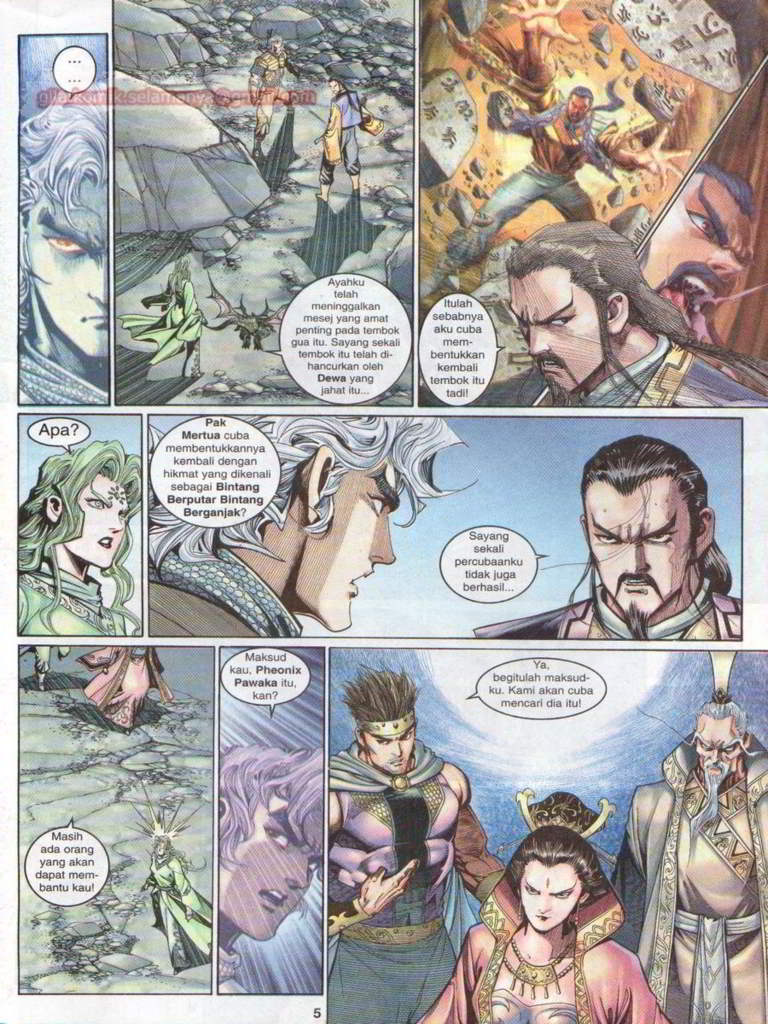 ...
...
gilakomik.selamanya@gmail.com
Ayahku
telah
meninggalkan
mesej yang amat
penting pada tembok
gua itu. Sayang sekali
tembok itu telah di-
hancurkan oleh
Dewa yang
jahat itu...
Itulah
sebabnya
aku cuba
mem-
bentukkan
kembali
tembok itu
tadi!
Apa?
Pak
Mertua cuba
membentukkannya
kembali dengan
hikmat yang dikenali
sebagai Bintang
Berputar Bintang
Berganjak?
Sayang
sekali
percubaanku
tidak juga
berhasil...
Masih
ada orang
yang akan
dapat mem-
bantu kau!
Maksud
kau, Pheonix
Pawaka itu,
kan?
Ya,
begitulah maksud-
ku. Kami akan cuba
mencari dia itu!
5